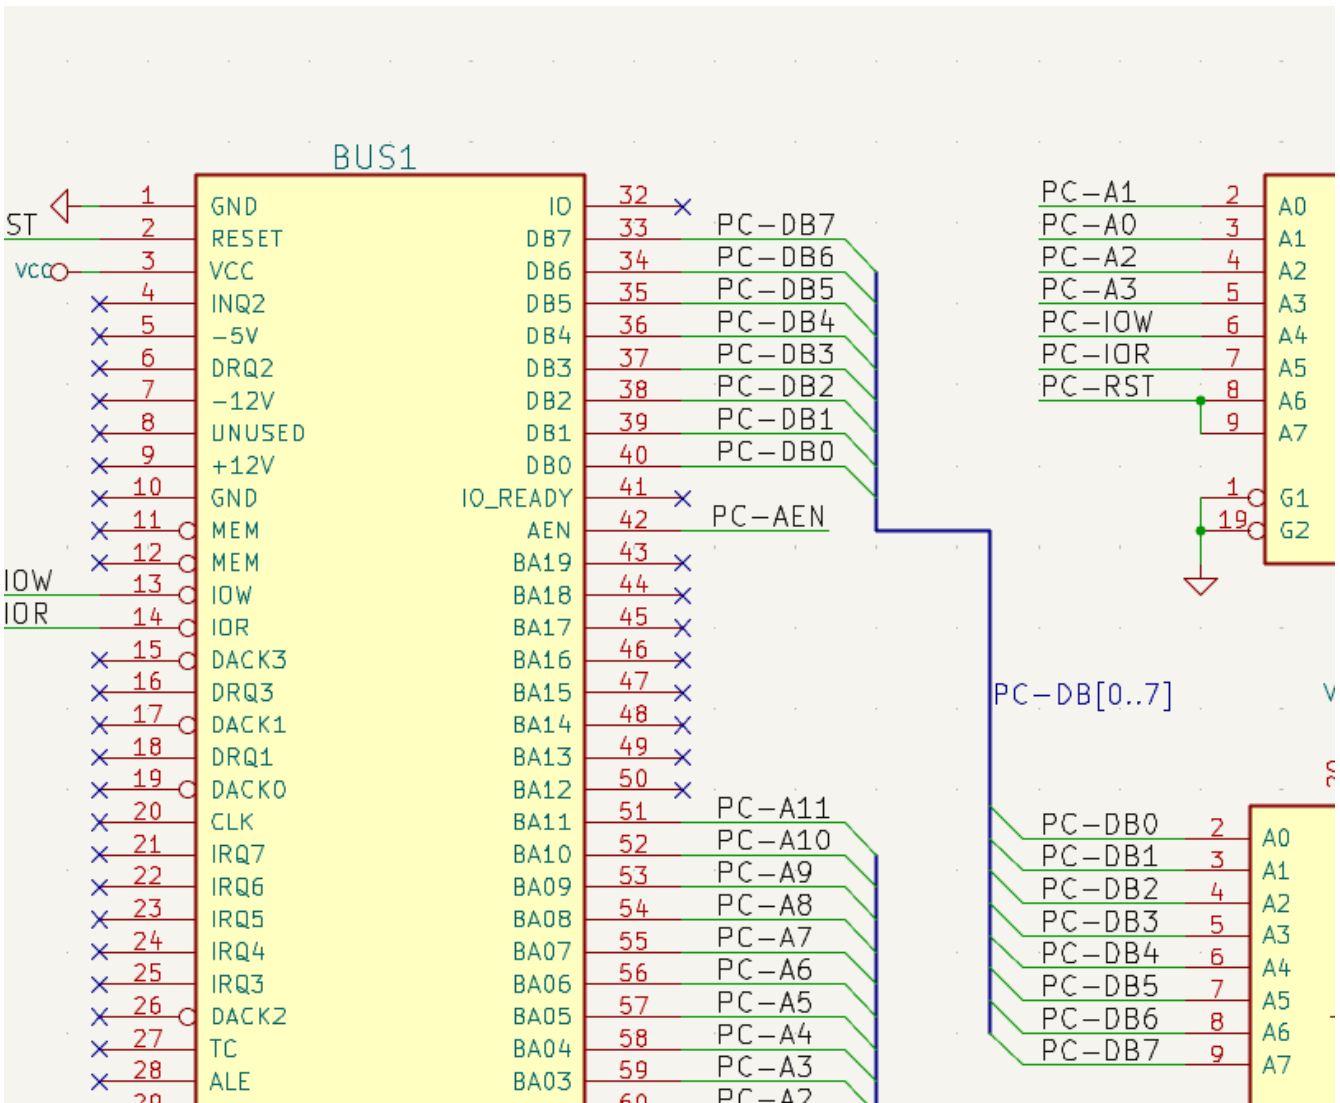 BUS1
1 GND
ST 2 RESET
VCC 3 VCC
4 INQ2
5 -5V
6 DRQ2
7 -12V
8 UNUSED
9 +12V
10 GND
11 MEM
12 MEM
IOW 13 IOW
IOR 14 IOR
15 DACK3
16 DRQ3
17 DACK1
18 DRQ1
19 DACK0
20 CLK
21 IRQ7
22 IRQ6
23 IRQ5
24 IRQ4
25 IRQ3
26 DACK2
27 TC
28 ALE
29
IO 32
DB7 33 PC-DB7
DB6 34 PC-DB6
DB5 35 PC-DB5
DB4 36 PC-DB4
DB3 37 PC-DB3
DB2 38 PC-DB2
DB1 39 PC-DB1
DB0 40 PC-DB0
IO_READY 41
AEN 42 PC-AEN
BA19 43
BA18 44
BA17 45
BA16 46
BA15 47
BA14 48
BA13 49
BA12 50
BA11 51 PC-A11
BA10 52 PC-A10
BA09 53 PC-A9
BA08 54 PC-A8
BA07 55 PC-A7
BA06 56 PC-A6
BA05 57 PC-A5
BA04 58 PC-A4
BA03 59 PC-A3
60 PC-A2
PC-A1 2 A0
PC-A0 3 A1
PC-A2 4 A2
PC-A3 5 A3
PC-IOW 6 A4
PC-IOR 7 A5
PC-RST 8 A6
9 A7
1 G1
19 G2
PC-DB[0..7]
V
20
PC-DB0 2 A0
PC-DB1 3 A1
PC-DB2 4 A2
PC-DB3 5 A3
PC-DB4 6 A4
PC-DB5 7 A5
PC-DB6 8 A6
PC-DB7 9 A7